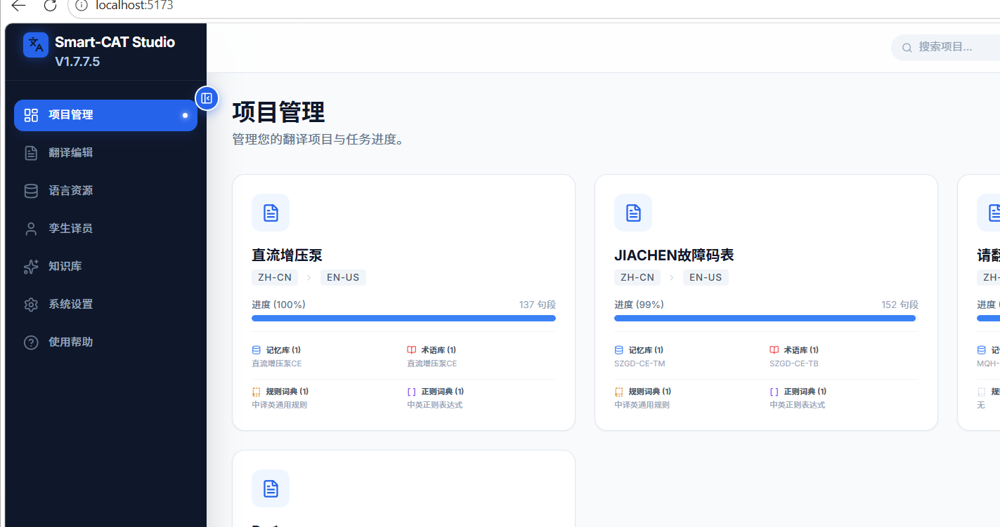 localhost:5173
Smart-CAT Studio
V1.7.7.5
搜索项目...
项目管理
翻译编辑
语言资源
孪生译员
知识库
系统设置
使用帮助
项目管理
管理您的翻译项目与任务进度。
直流增压泵
ZH-CN > EN-US
进度 (100%) 137 句段
记忆库 (1) 术语库 (1)
直流增压泵CE 直流增压泵CE
规则词典 (1) 正则词典 (1)
中译英通用规则 中英正则表达式
JIACHEN故障码表
ZH-CN > EN-US
进度 (99%) 152 句段
记忆库 (1) 术语库 (1)
SZGD-CE-TM SZGD-CE-TB
规则词典 (1) 正则词典 (1)
中译英通用规则 中英正则表达式
请翻
ZH-
进度
MQH-
无